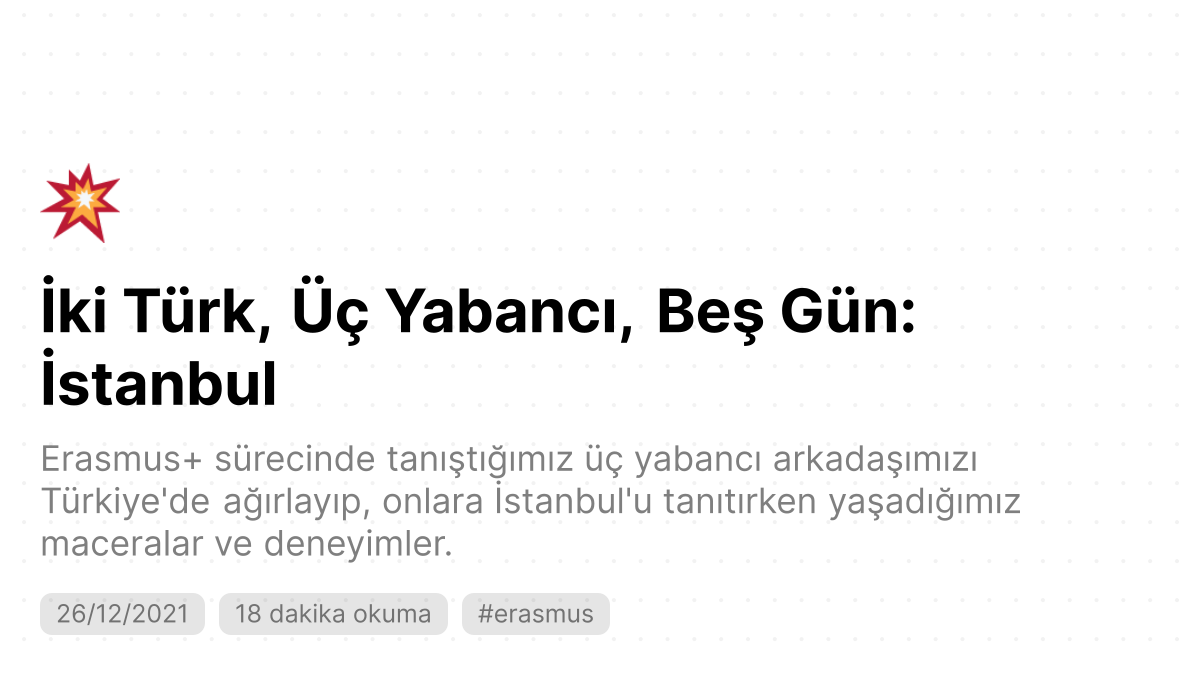 İki Türk, Üç Yabancı, Beş Gün:
İstanbul
Erasmus+ sürecinde tanıştığımız üç yabancı arkadaşımızı
Türkiye'de ağırlayıp, onlara İstanbul'u tanıtırken yaşadığımız
maceralar ve deneyimler.
26/12/2021 18 dakika okuma #erasmus